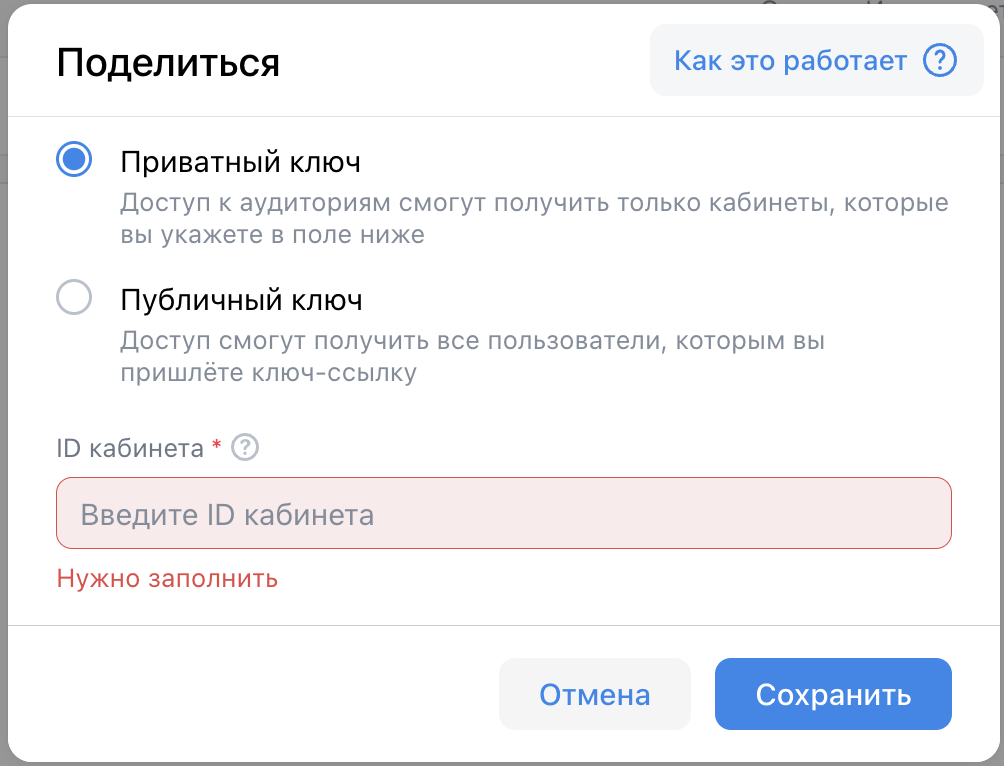 Поделиться
Как это работает ?
Приватный ключ
Доступ к аудиториям смогут получить только кабинеты, которые
вы укажете в поле ниже
Публичный ключ
Доступ смогут получить все пользователи, которым вы
пришлёте ключ-ссылку
ID кабинета * ?
Введите ID кабинета
Нужно заполнить
Отмена
Сохранить